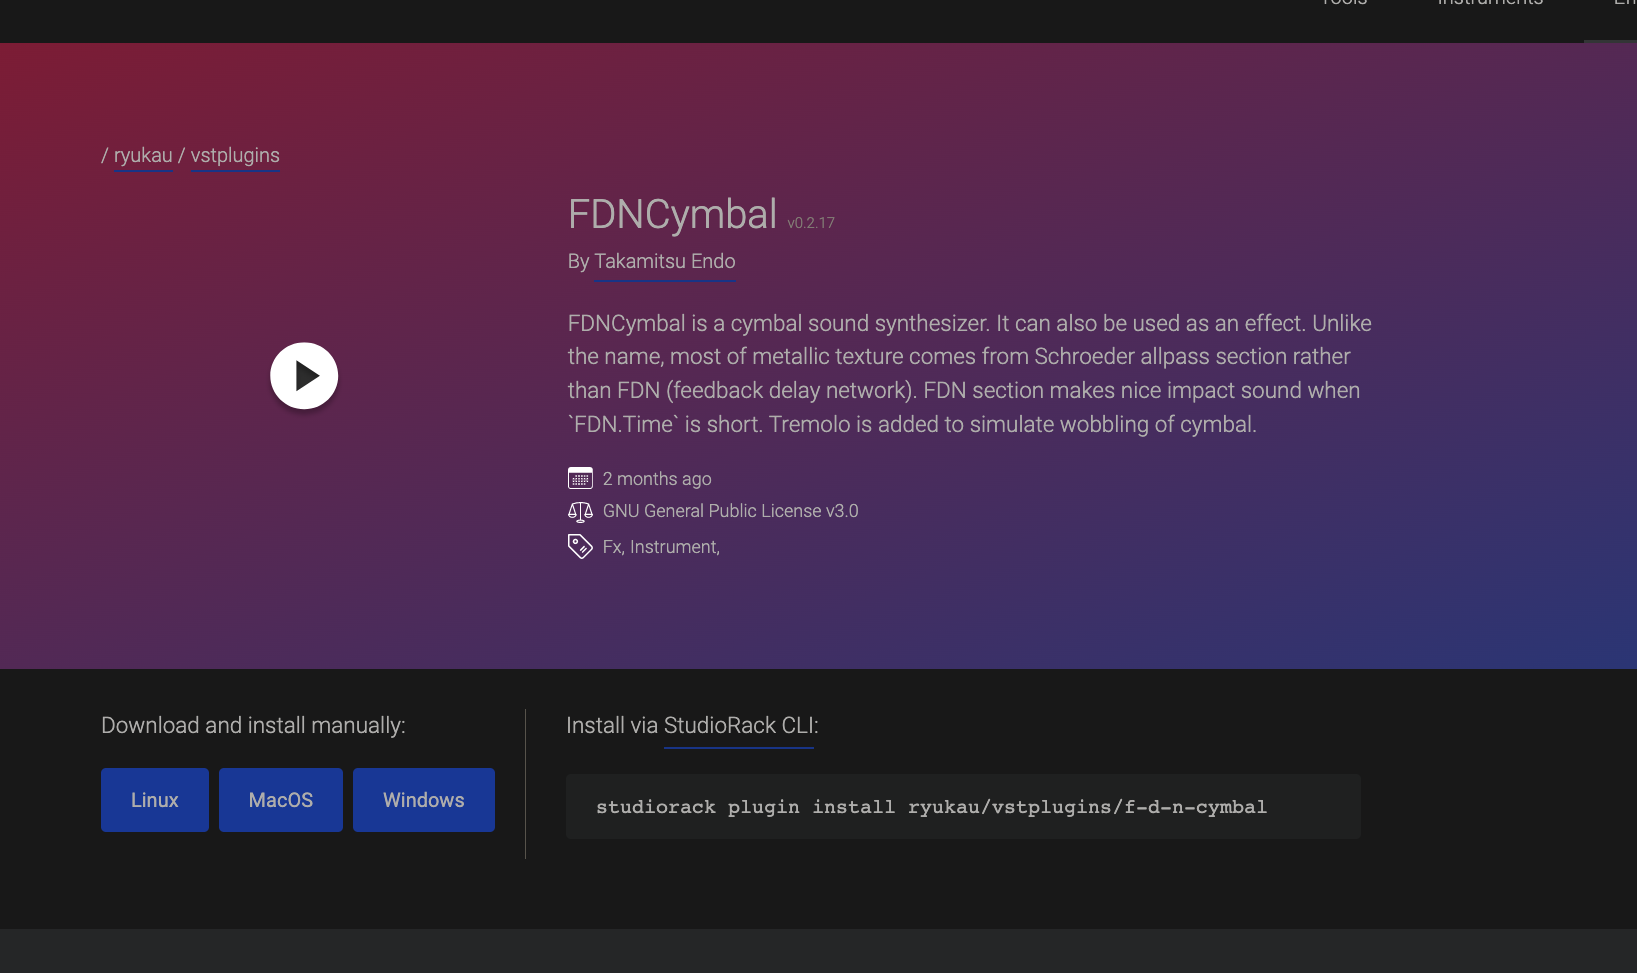 Tools Instruments
/ ryukau / vstplugins
FDNCymbal v0.2.17
By Takamitsu Endo
FDNCymbal is a cymbal sound synthesizer. It can also be used as an effect. Unlike
the name, most of metallic texture comes from Schroeder allpass section rather
than FDN (feedback delay network). FDN section makes nice impact sound when
`FDN.Time` is short. Tremolo is added to simulate wobbling of cymbal.
2 months ago
GNU General Public License v3.0
Fx, Instrument,
Download and install manually:
Linux MacOS Windows
Install via StudioRack CLI:
studiorack plugin install ryukau/vstplugins/f-d-n-cymbal